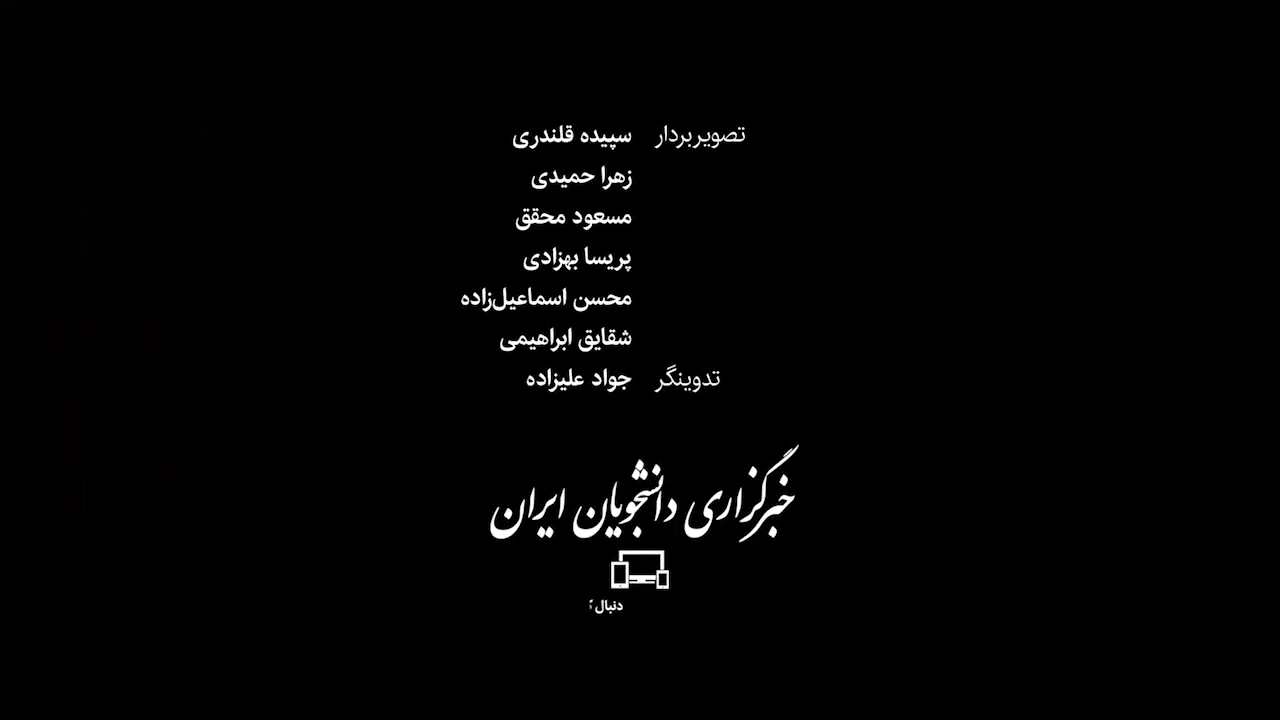 تصویربردار سپیده قلندری
زهرا حمیدی
مسعود محقق
پریسا بهزادی
محسن اسماعیل‌زاده
شقایق ابراهیمی
تدوینگر جواد علیزاده
خبرگزاری دانشجویان ایران
دنبال